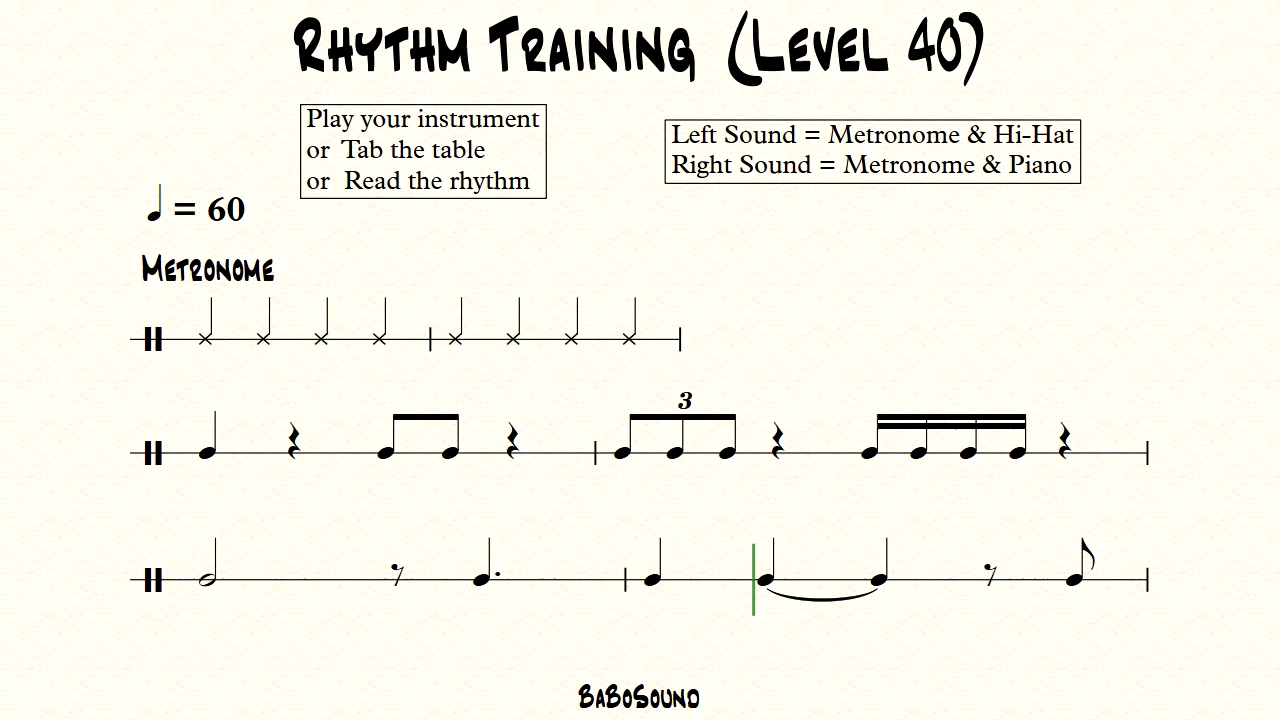 Rhythm Training (Level 40)
Play your instrument
or Tab the table
or Read the rhythm
Left Sound = Metronome & Hi-Hat
Right Sound = Metronome & Piano
= 60
Metronome
3
BaBoSound